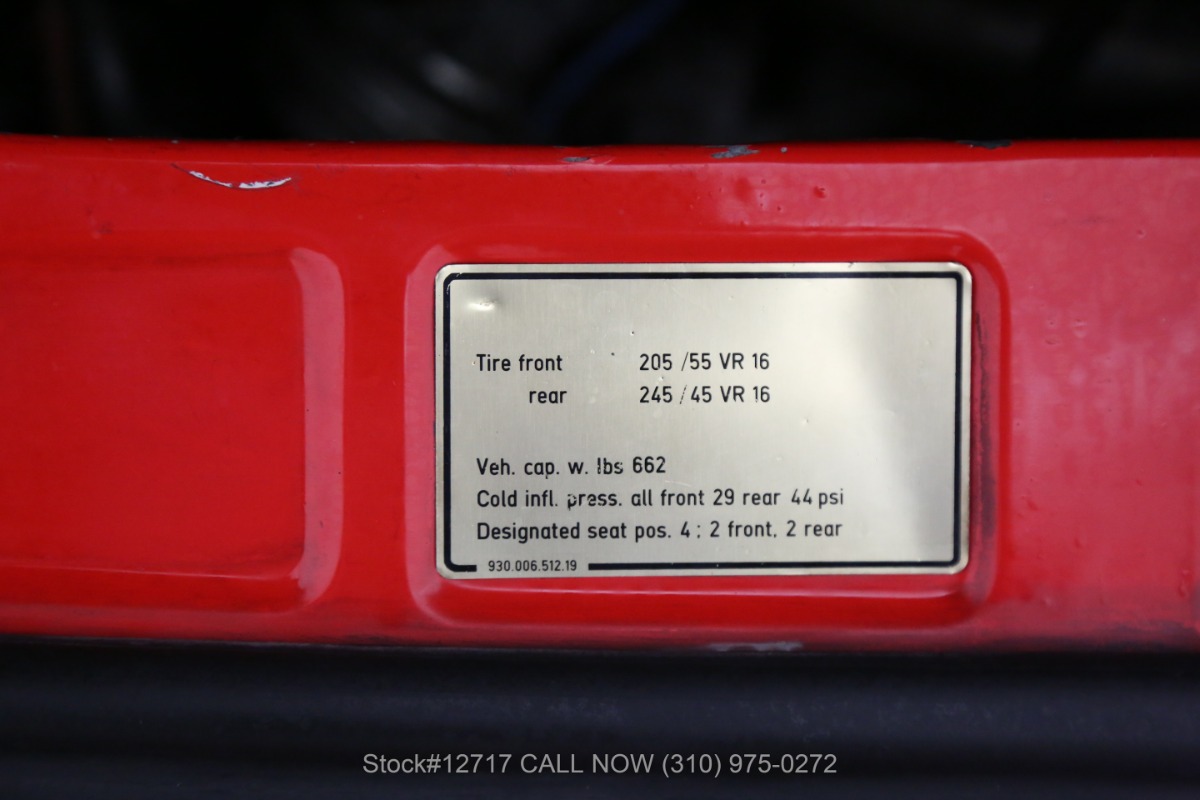 Tire front 205 /55 VR 16
rear 245 /45 VR 16
Veh. cap. w. lbs 662
Cold infl. press. all front 29 rear 44 psi
Designated seat pos. 4 : 2 front, 2 rear
930.006.512.19
Stock#12717 CALL NOW (310) 975-0272